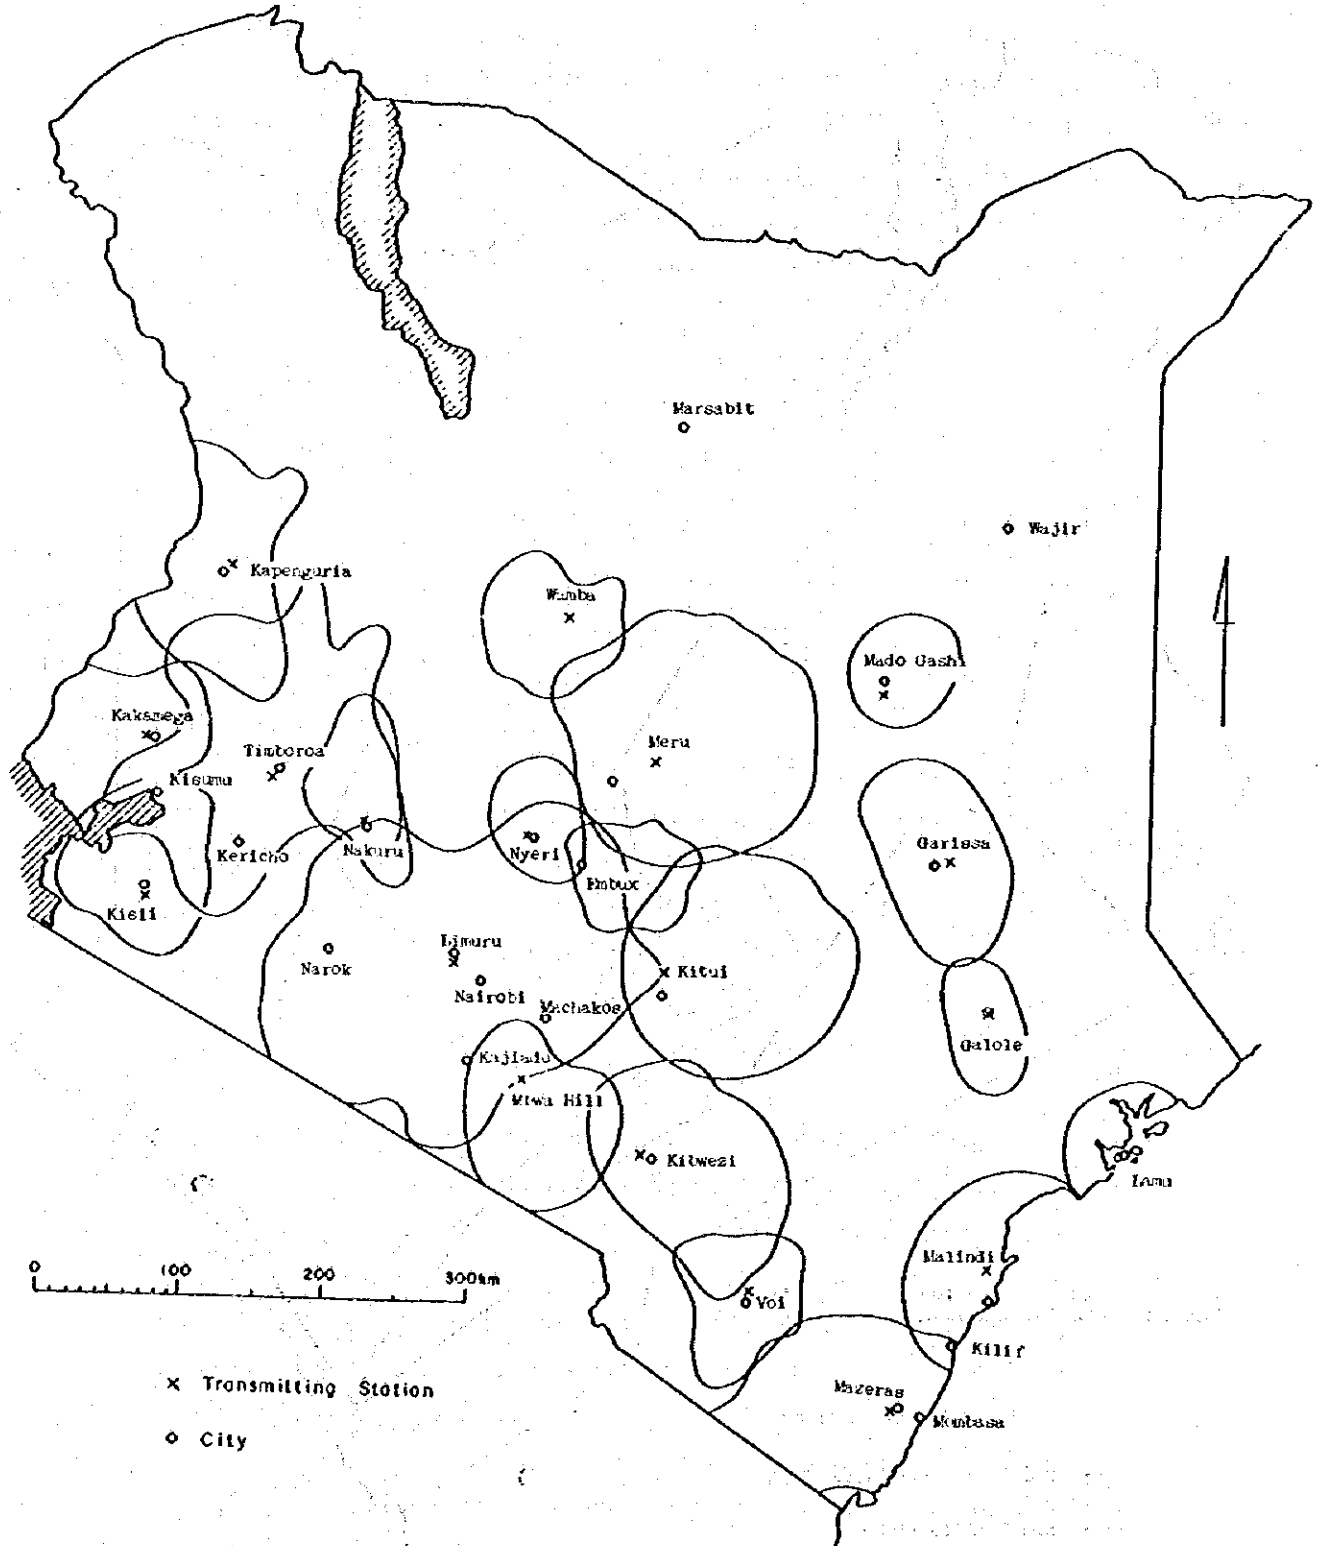 Marsabit
Wajir
Kapenguria
Wamba
Mado Gashi
Kakamega
Timboroa
Meru
Kisumu
Garissa
Kericho
Nakuru
Nyeri
Embux
Kisii
Limuru
Narok
Kitui
Nairobi
Machakos
Galole
Kajiado
Mtwa Hill
Kibwezi
Lamu
Malindi
0 100 200 300km
Voi
Kilif
x Transmitting Station
Mazeras
Mombasa
o City